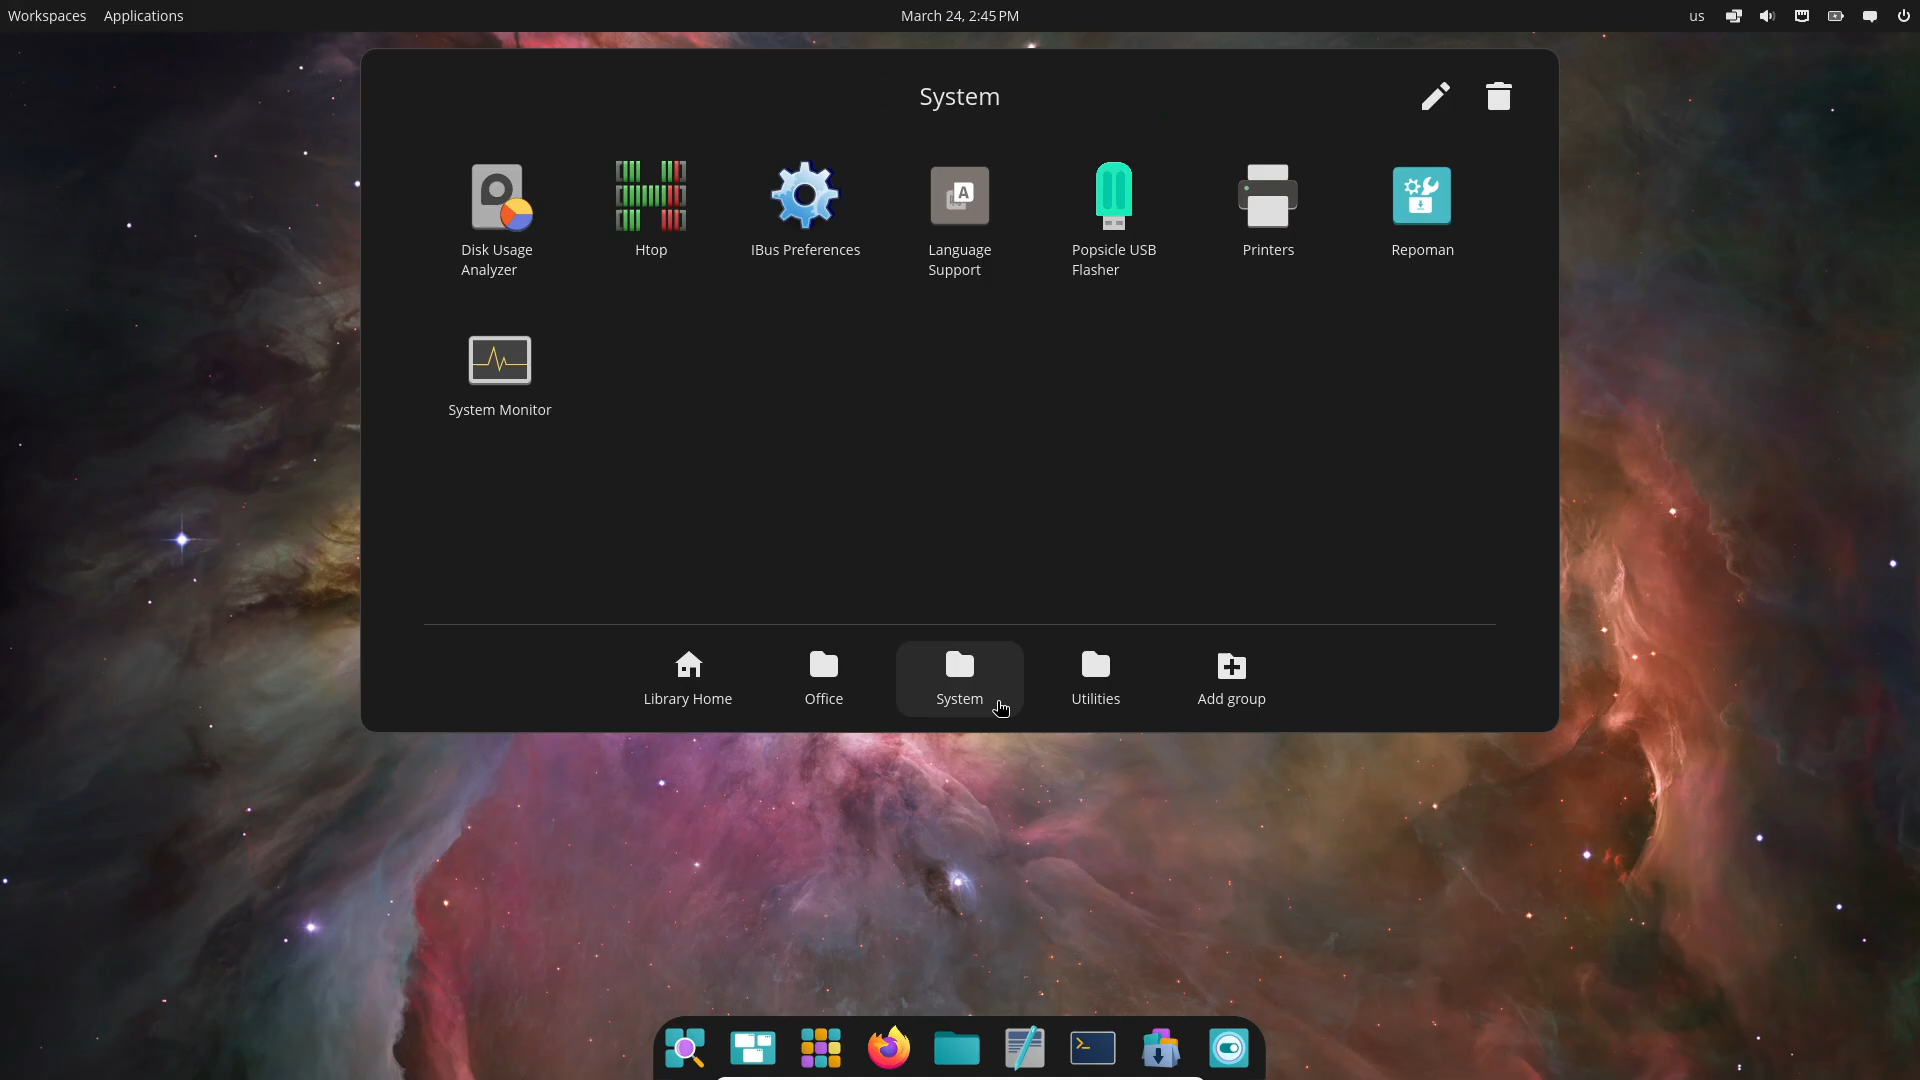 Workspaces Applications March 24, 2:45 PM us
System
Disk Usage Analyzer
Htop
IBus Preferences
Language Support
Popsicle USB Flasher
Printers
Repoman
System Monitor
Library Home
Office
System
Utilities
Add group